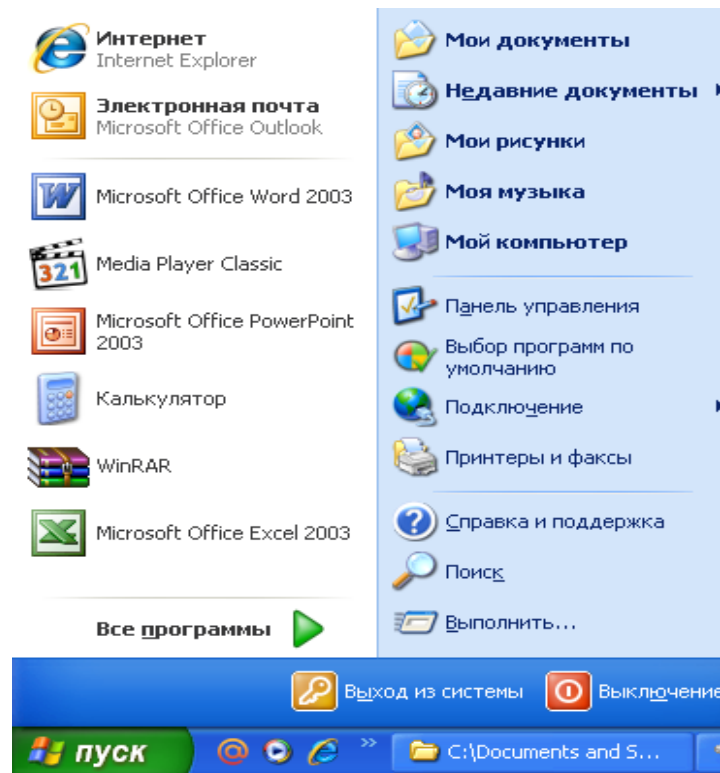 Интернет
Internet Explorer
Электронная почта
Microsoft Office Outlook
Microsoft Office Word 2003
321
Media Player Classic
Microsoft Office PowerPoint
2003
Калькулятор
WinRAR
Microsoft Office Excel 2003
Все программы
Мои документы
Недавние документы
Мои рисунки
Моя музыка
Мой компьютер
Панель управления
Выбор программ по
умолчанию
Подключение
Принтеры и факсы
Справка и поддержка
Поиск
Выполнить...
Выход из системы
Выключение
пуск
C:\Documents and S...